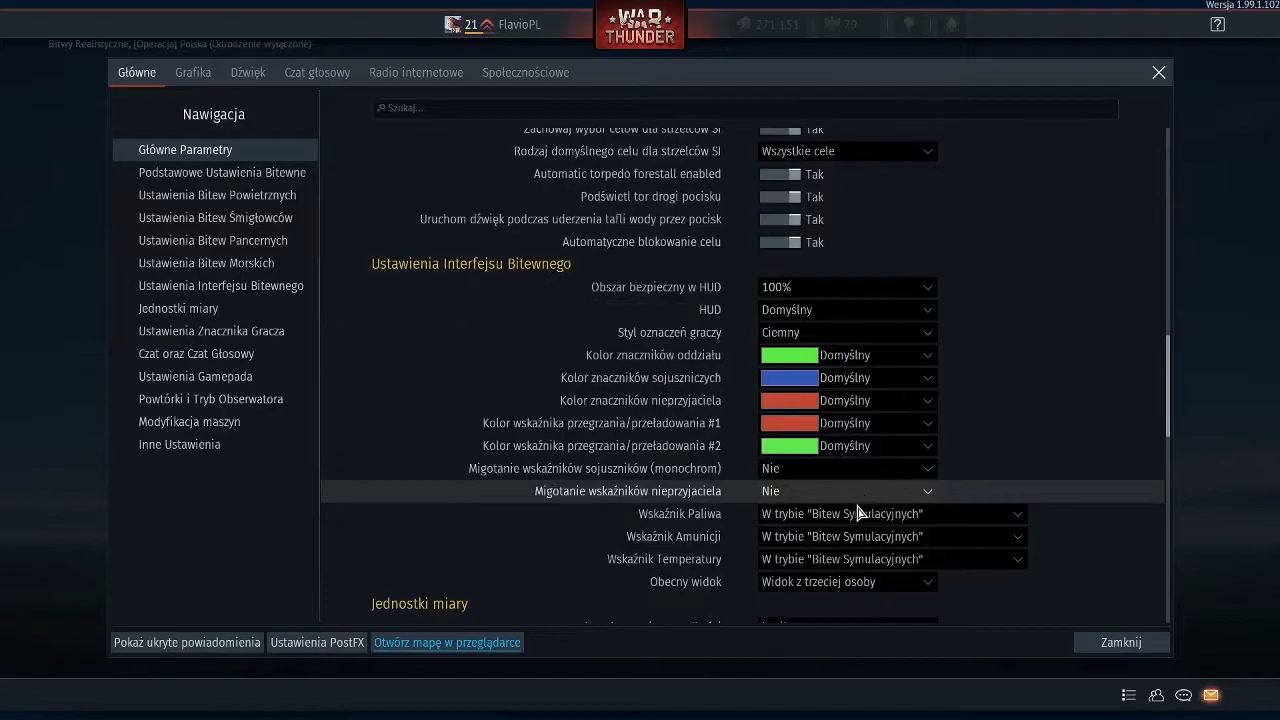 Wersja 1.99.1.102
21 FlavioPL
WAR THUNDER
271 151 79
Bitwy Realistyczne, [Operacja] Polska (Odrodzenie wyłączone)
Główne Grafika Dźwięk Czat głosowy Radio internetowe Społecznościowe
Nawigacja
Główne Parametry
Podstawowe Ustawienia Bitewne
Ustawienia Bitew Powietrznych
Ustawienia Bitew Śmigłowców
Ustawienia Bitew Pancernych
Ustawienia Bitew Morskich
Ustawienia Interfejsu Bitewnego
Jednostki miary
Ustawienia Znacznika Gracza
Czat oraz Czat Głosowy
Ustawienia Gamepada
Powtórki i Tryb Obserwatora
Modyfikacja maszyn
Inne Ustawienia
Szukaj...
Zachowaj wybór celów dla strzelców SI Tak
Rodzaj domyślnego celu dla strzelców SI Wszystkie cele
Automatic torpedo forestall enabled Tak
Podświetl tor drogi pocisku Tak
Uruchom dźwięk podczas uderzenia tafli wody przez pocisk Tak
Automatyczne blokowanie celu Tak
Ustawienia Interfejsu Bitewnego
Obszar bezpieczny w HUD 100%
HUD Domyślny
Styl oznaczeń graczy Ciemny
Kolor znaczników oddziału Domyślny
Kolor znaczników sojuszniczych Domyślny
Kolor znaczników nieprzyjaciela Domyślny
Kolor wskaźnika przegrzania/przeładowania #1 Domyślny
Kolor wskaźnika przegrzania/przeładowania #2 Domyślny
Migotanie wskaźników sojuszników (monochrom) Nie
Migotanie wskaźników nieprzyjaciela Nie
Wskaźnik Paliwa W trybie "Bitew Symulacyjnych"
Wskaźnik Amunicji W trybie "Bitew Symulacyjnych"
Wskaźnik Temperatury W trybie "Bitew Symulacyjnych"
Obecny widok Widok z trzeciej osoby
Jednostki miary
Pokaż ukryte powiadomienia Ustawienia PostFX Otwórz mapę w przeglądarce Zamknij